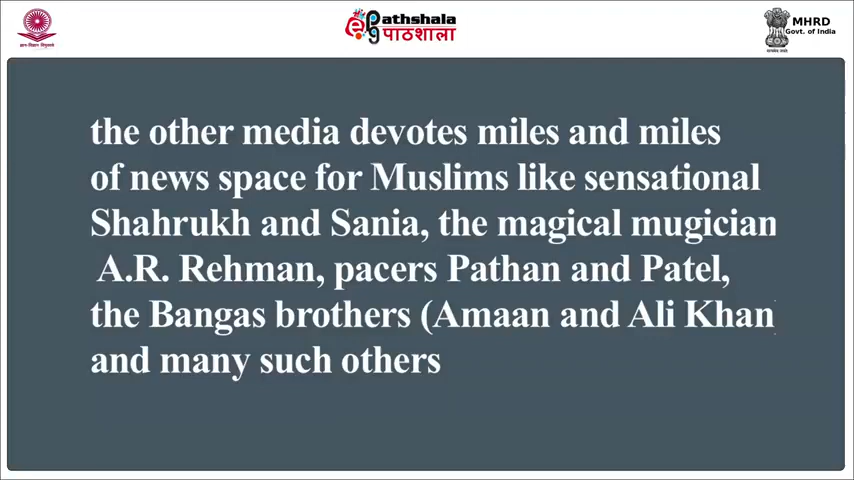 ePathshala
पाठशाला
MHRD
Govt. of India
the other media devotes miles and miles
of news space for Muslims like sensational
Shahrukh and Sania, the magical mugician
A.R. Rehman, pacers Pathan and Patel,
the Bangas brothers (Amaan and Ali Khan)
and many such others